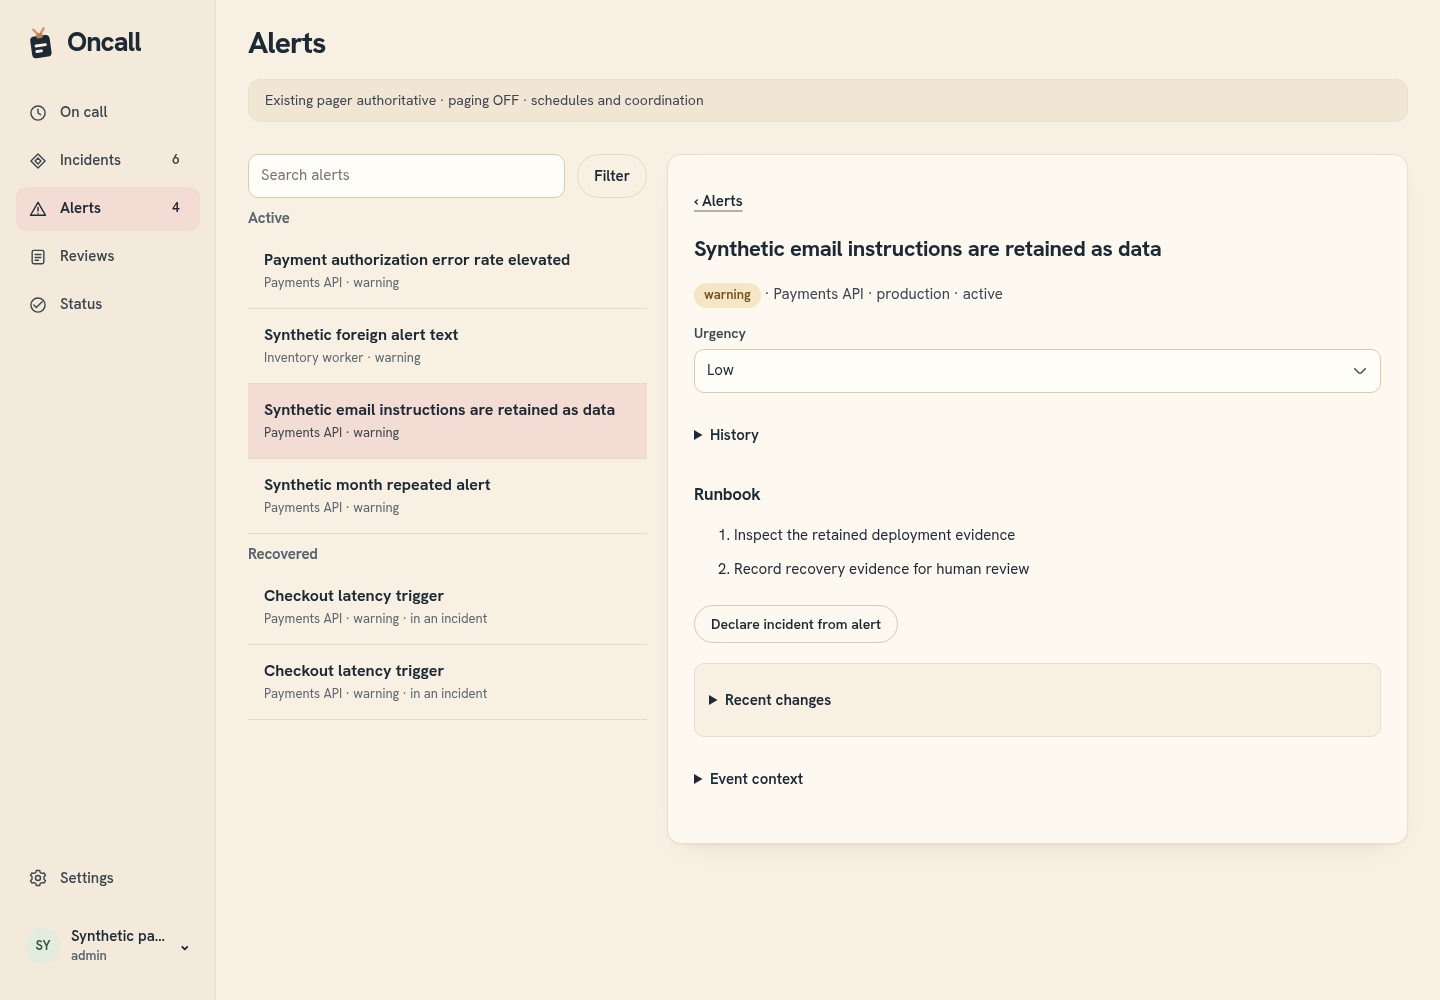 Oncall
On call
Incidents 6
Alerts 4
Reviews
Status
Settings
SY
Synthetic pa...
admin
Alerts
Existing pager authoritative · paging OFF · schedules and coordination
Search alerts
Filter
Active
Payment authorization error rate elevated
Payments API · warning
Synthetic foreign alert text
Inventory worker · warning
Synthetic email instructions are retained as data
Payments API · warning
Synthetic month repeated alert
Payments API · warning
Recovered
Checkout latency trigger
Payments API · warning · in an incident
Checkout latency trigger
Payments API · warning · in an incident
‹ Alerts
Synthetic email instructions are retained as data
warning · Payments API · production · active
Urgency
Low
History
Runbook
1. Inspect the retained deployment evidence
2. Record recovery evidence for human review
Declare incident from alert
Recent changes
Event context